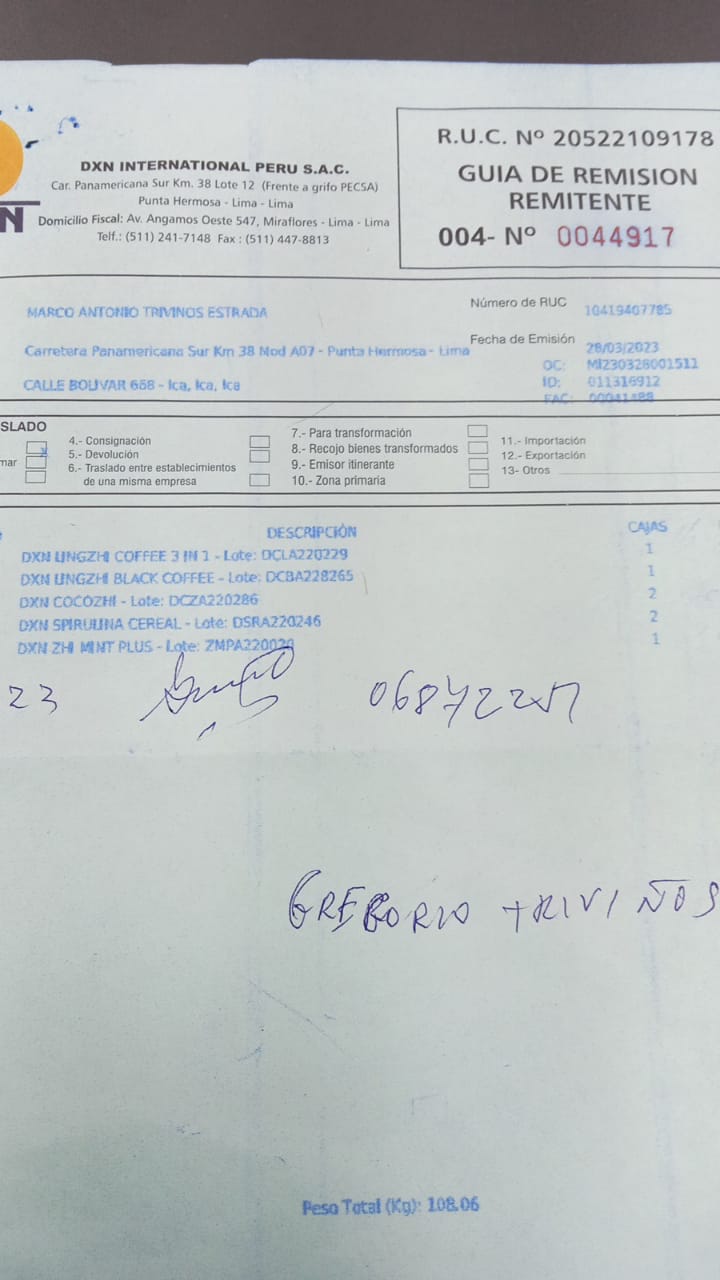 N
DXN INTERNATIONAL PERU S.A.C.
Car. Panamericana Sur Km. 38 Lote 12 (Frente a grifo PECSA)
Punta Hermosa - Lima - Lima
Domicilio Fiscal: Av. Angamos Oeste 547, Miraflores - Lima - Lima
Telf.: (511) 241-7148 Fax : (511) 447-8813
R.U.C. Nº 20522109178
GUIA DE REMISION
REMITENTE
004- Nº 0044917
MARCO ANTONIO TRIVINOS ESTRADA
Número de RUC 10419407785
Carretera Panamericana Sur Km 38 Mod A07 - Punta Hermosa - Lima
Fecha de Emisión 28/03/2023
OC: MI230328001511
CALLE BOLIVAR 658 - Ica, Ica, Ica
ID: 011316912
FAC: 00041488
SLADO
mar
4.- Consignación
5.- Devolución
6.- Traslado entre establecimientos
de una misma empresa
7.- Para transformación
8.- Recojo bienes transformados
9.- Emisor itinerante
10.- Zona primaria
11.- Importación
12.- Exportación
13- Otros
DESCRIPCIÓN CAJAS
DXN LINGZHI COFFEE 3 IN 1 - Lote: DCLA220229 1
DXN LINGZHI BLACK COFFEE - Lote: DCBA228265 1
DXN COCOZHI - Lote: DCZA220286 2
DXN SPIRULINA CEREAL - Lote: DSRA220246 2
DXN ZHI MINT PLUS - Lote: ZMPA220020 1
23
GREGORIO TRIVIÑOS
Peso Total (Kg): 108.06